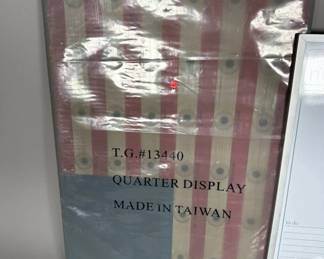 T.G.#13440
QUARTER DISPLAY
MADE IN TAIWAN